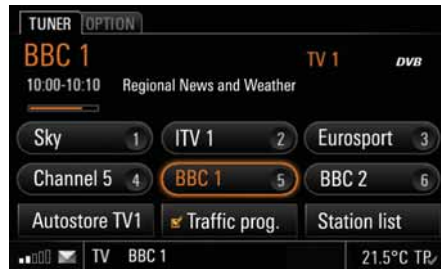 TUNER OPTION
BBC 1 TV 1 DVB
10:00-10:10 Regional News and Weather
Sky 1 ITV 1 2 Eurosport 3
Channel 5 4 BBC 1 5 BBC 2 6
Autostore TV1 Traffic prog. Station list
TV BBC 1 21.5°C TP